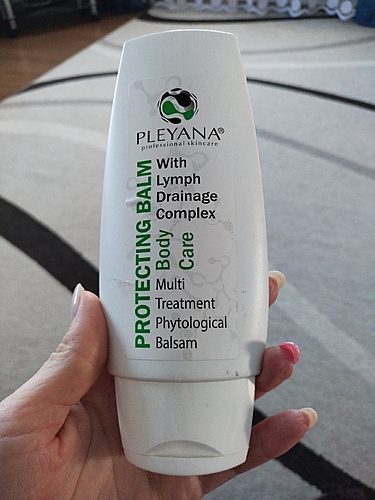 PLEYANA®
professional skincare
PROTECTING BALM
With
Lymph
Drainage
Complex
Body
Care
Multi
Treatment
Phytological
Balsam